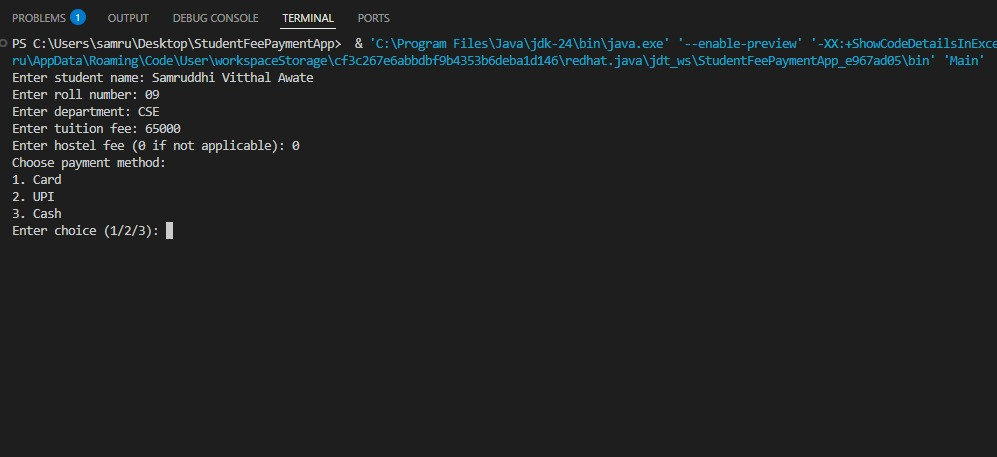 PROBLEMS 1 OUTPUT DEBUG CONSOLE TERMINAL PORTS
PS C:\Users\samru\Desktop\StudentFeePaymentApp>  & 'C:\Program Files\Java\jdk-24\bin\java.exe' '--enable-preview' '-XX:+ShowCodeDetailsInExce
ru\AppData\Roaming\Code\User\workspaceStorage\cf3c267e6abbdbf9b4353b6deba1d146\redhat.java\jdt_ws\StudentFeePaymentApp_e967ad05\bin' 'Main'
Enter student name: Samruddhi Vitthal Awate
Enter roll number: 09
Enter department: CSE
Enter tuition fee: 65000
Enter hostel fee (0 if not applicable): 0
Choose payment method:
1. Card
2. UPI
3. Cash
Enter choice (1/2/3):